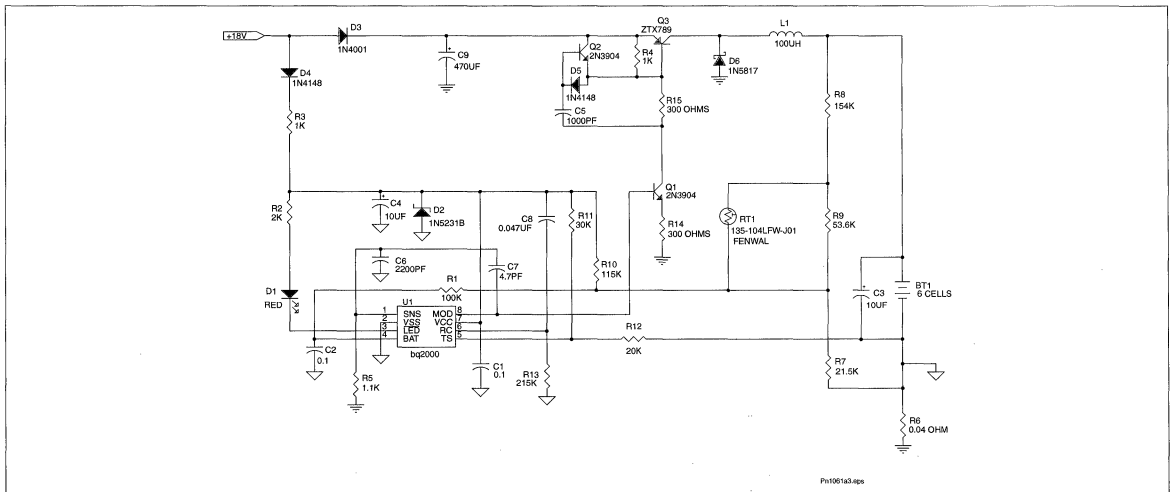 +18V
D3
1N4001
C9
470UF
Q2
2N3904
D5
1N4148
C5
1000PF
R4
1K
Q3
ZTX789
R15
300 OHMS
D6
1N5817
L1
100UH
R8
154K
D4
1N4148
R3
1K
Q1
2N3904
R14
300 OHMS
RT1
135-104LFW-J01
FENWAL
R9
53.6K
R2
2K
C4
10UF
D2
1N5231B
C8
0.047UF
R11
30K
R10
115K
C6
2200PF
C7
4.7PF
R1
100K
D1
RED
U1
1 SNS MOD 8
2 VSS VCC 7
3 LED RC 6
4 BAT TS 5
bq2000
C3
10UF
BT1
6 CELLS
R12
20K
C2
0.1
R5
1.1K
C1
0.1
R13
215K
R7
21.5K
R6
0.04 OHM
Pn1061a3.eps